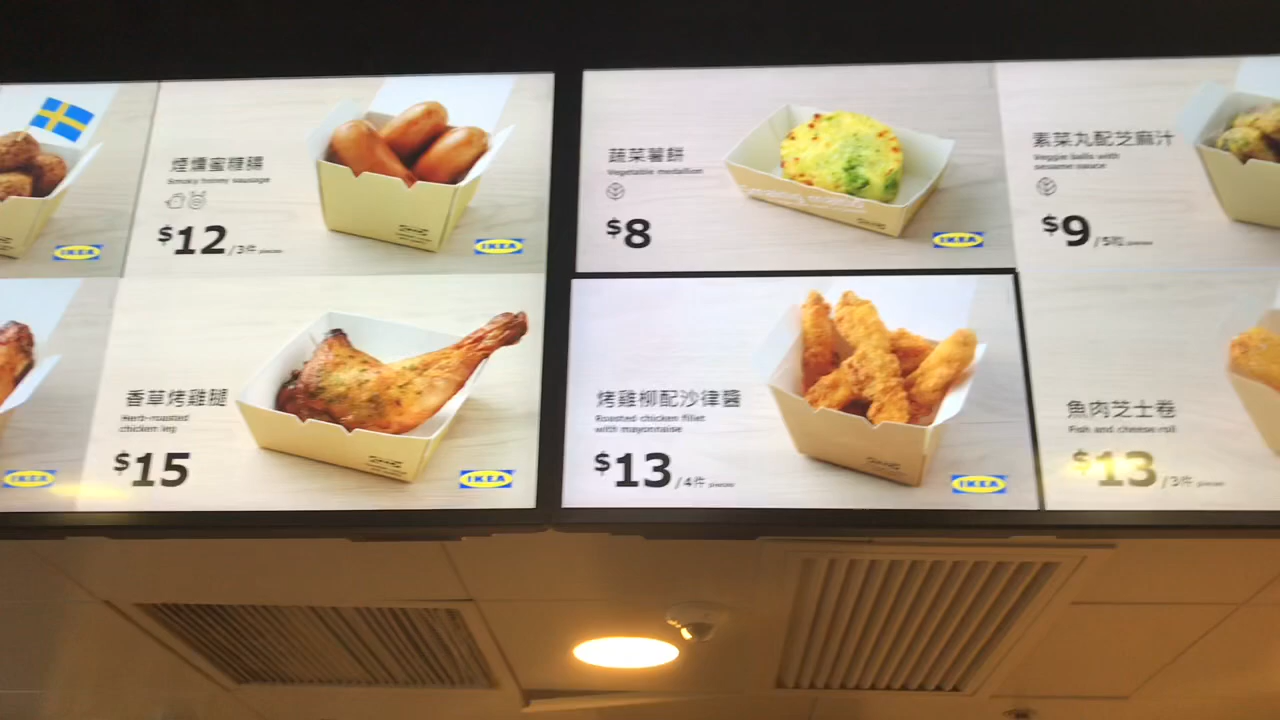 煙燻蜜糖腸
Smoky honey sausage
$12 / 3件 pieces
IKEA
IKEA
香草烤雞腿
Herb-roasted
chicken leg
$15
IKEA
IKEA
蔬菜薯餅
Vegetable medallion
$8
IKEA
素菜丸配芝麻汁
Veggie balls with
sesame sauce
$9 / 5粒 pieces
烤雞柳配沙律醬
Roasted chicken fillet
with mayonnaise
$13 / 4件 pieces
IKEA
魚肉芝士卷
Fish and cheese roll
$13 / 3件 pieces